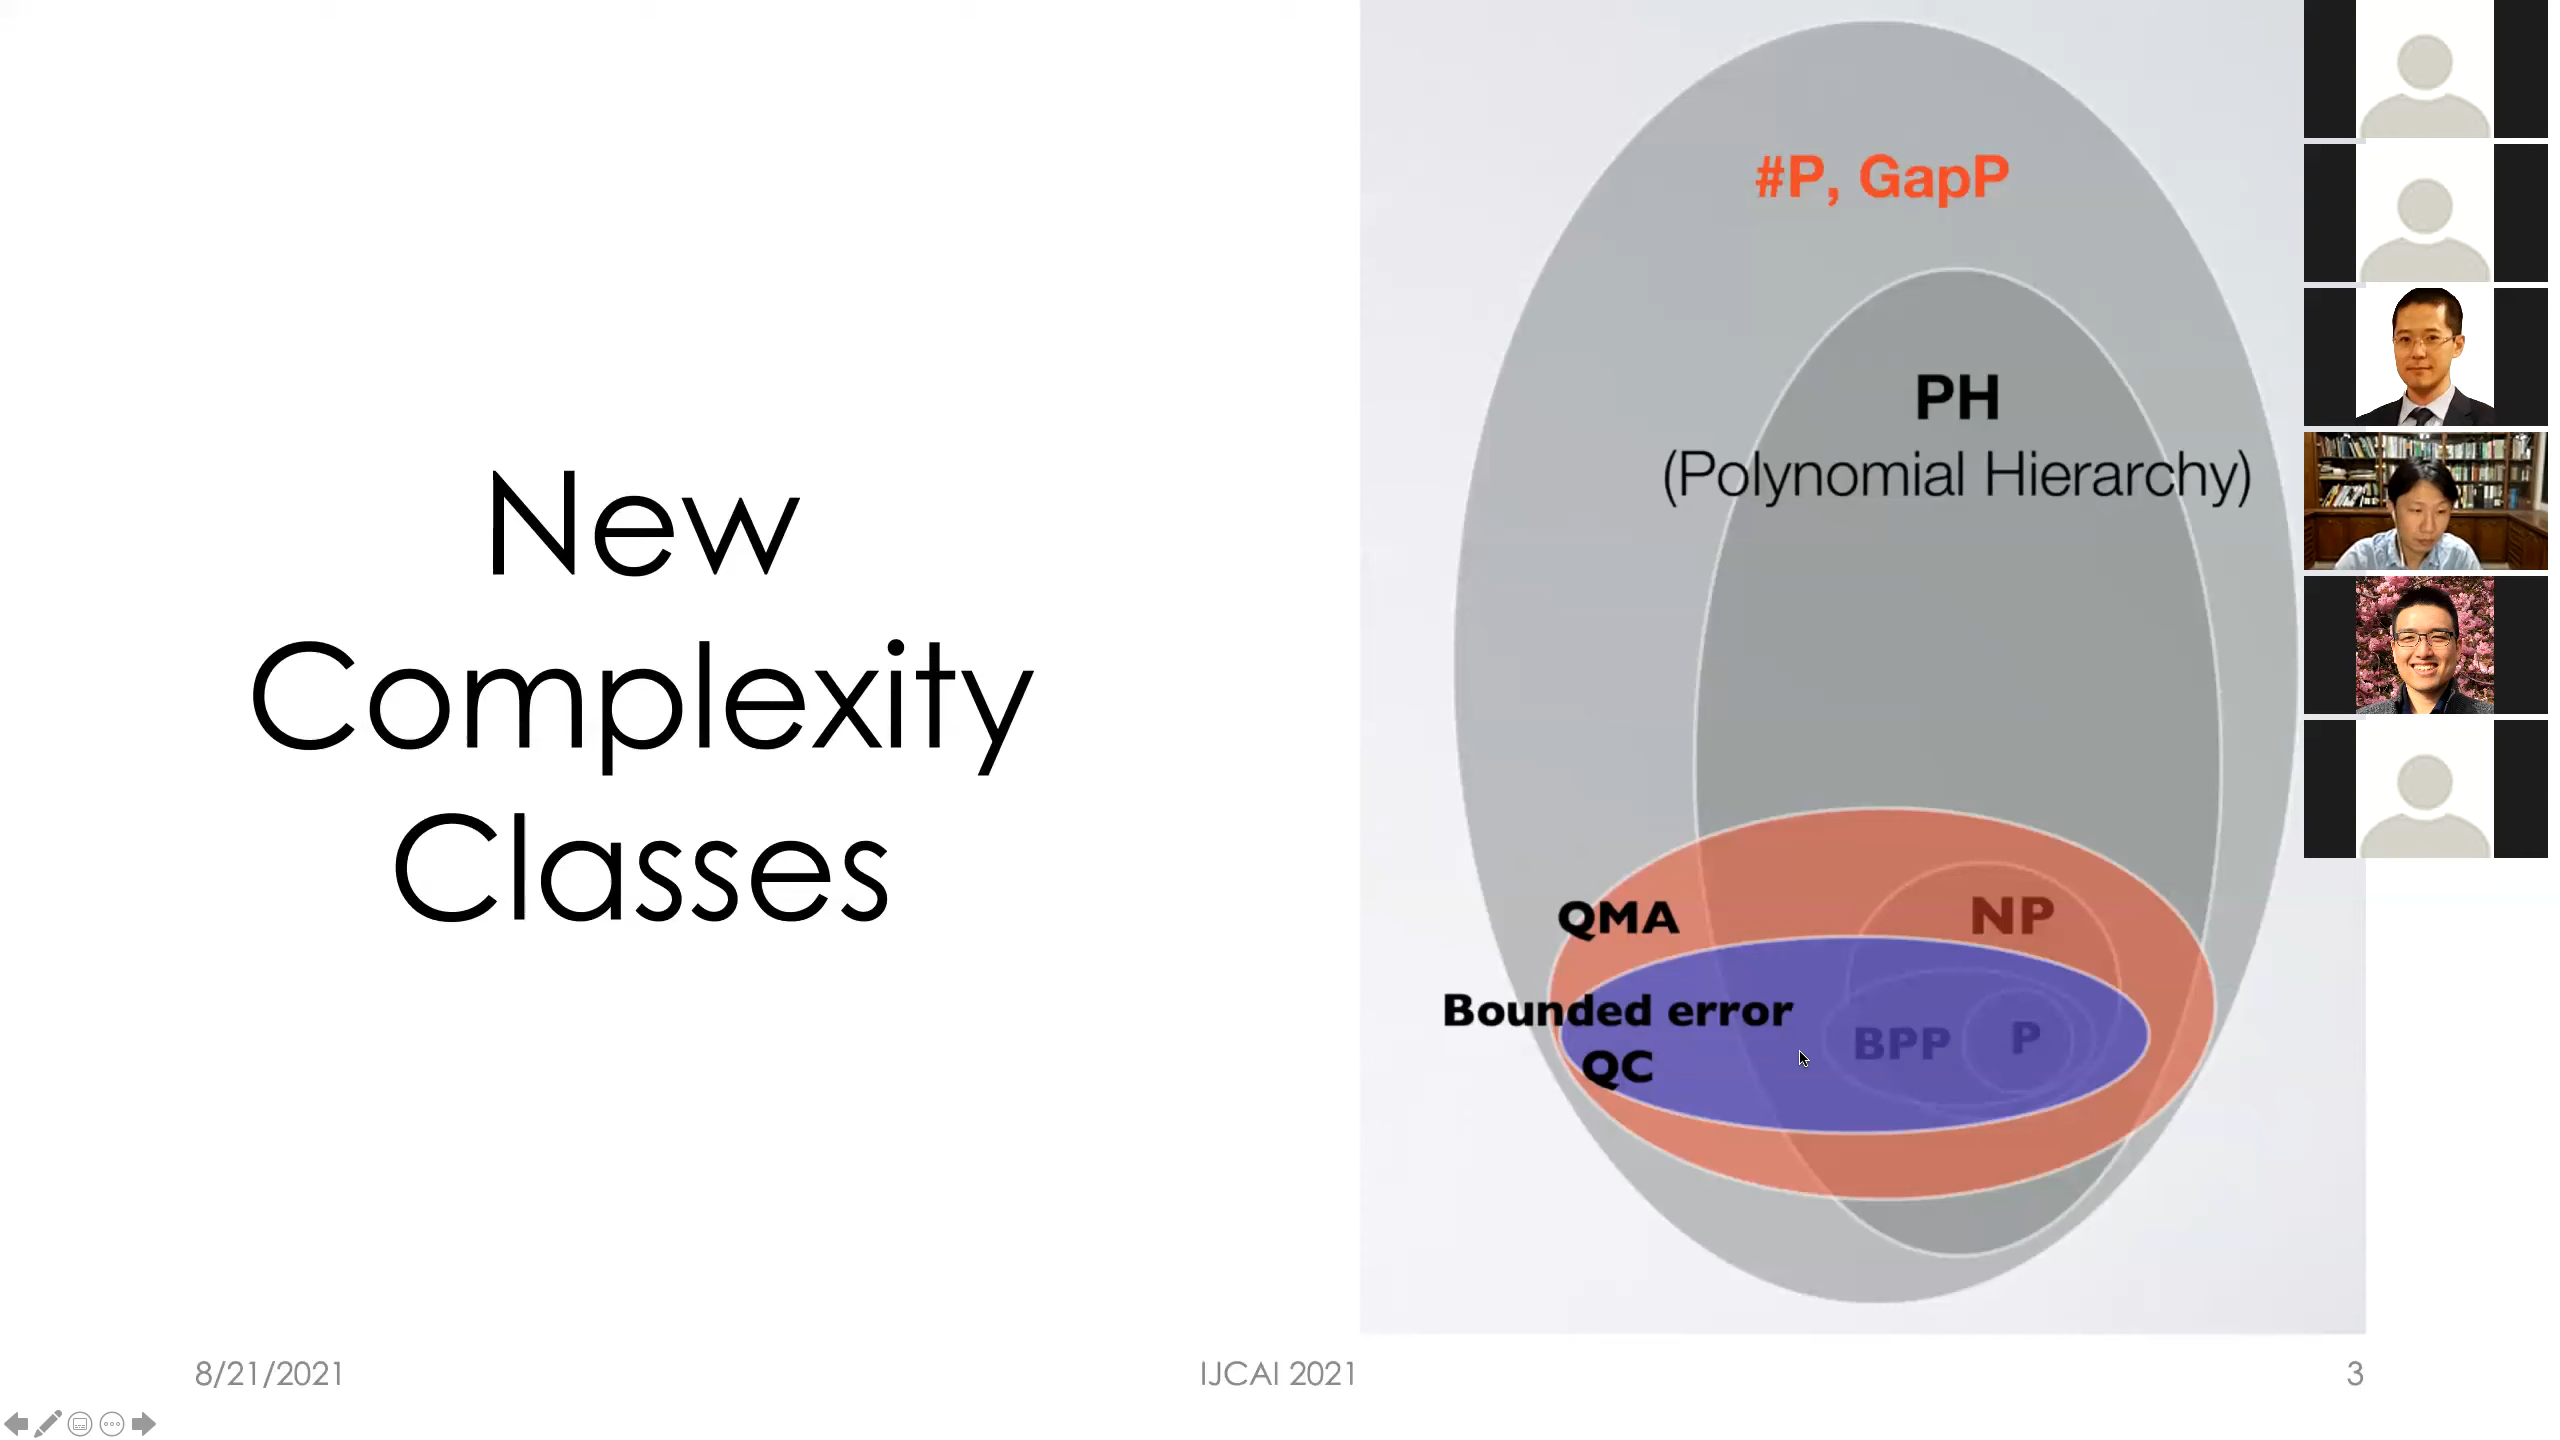 New
Complexity
Classes
#P, GapP
PH
(Polynomial Hierarchy)
QMA
NP
Bounded error
QC
BPP
P
8/21/2021
IJCAI 2021
3